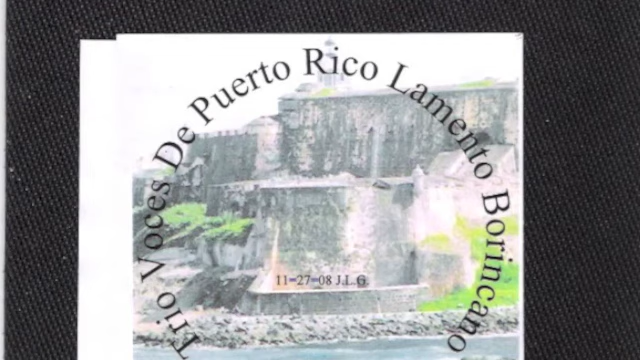 Trio Voces De Puerto Rico Lamento Borincano
11=27=08 J.L.G.